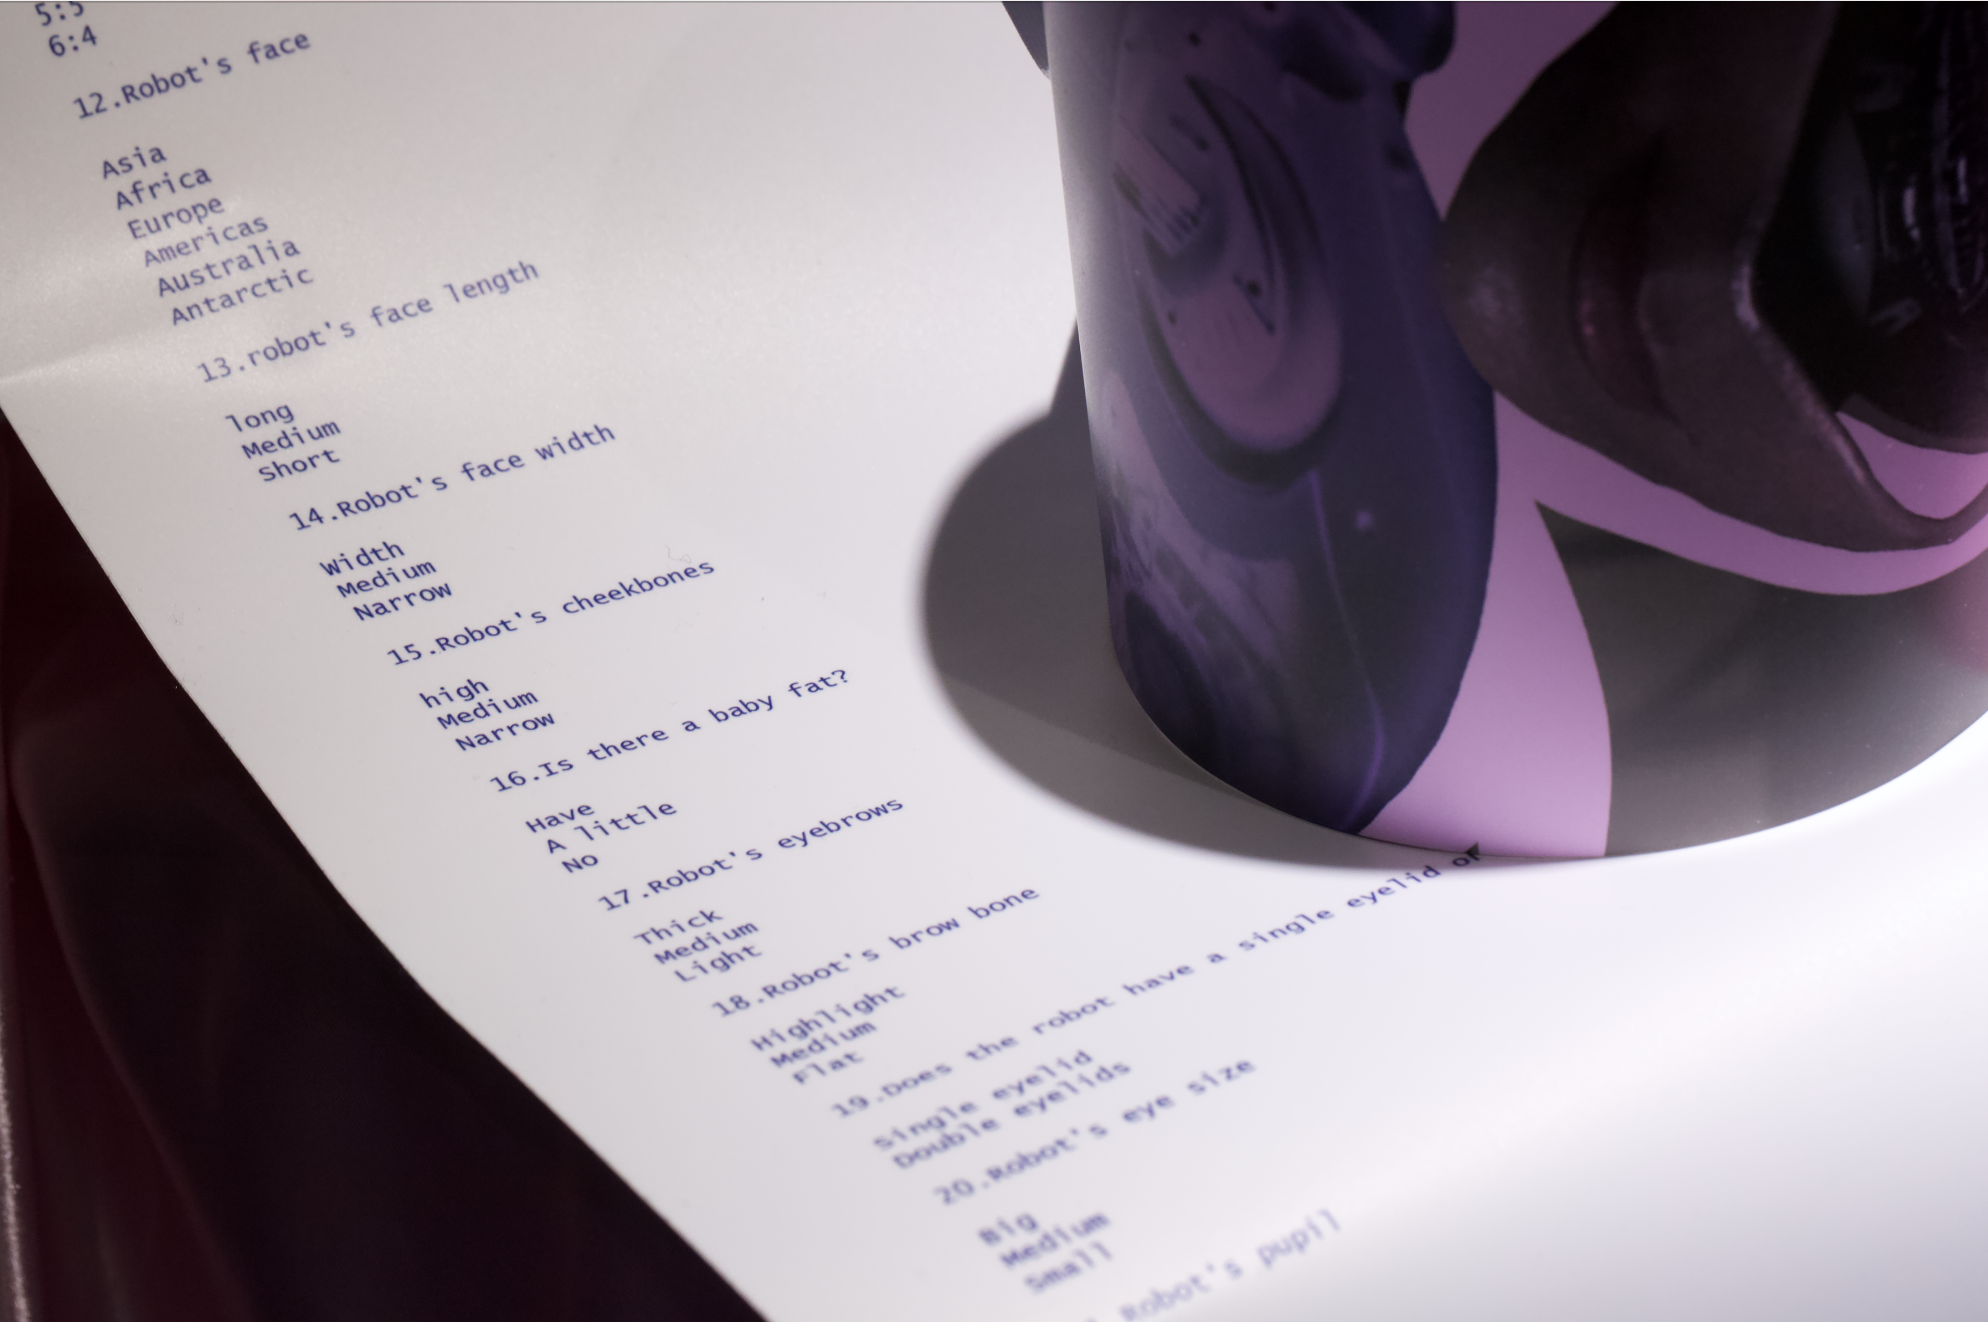 5:5
6:4
12.Robot's face
Asia
Africa
Europe
Americas
Australia
Antarctic
13.robot's face length
long
Medium
Short
14.Robot's face width
Width
Medium
Narrow
15.Robot's cheekbones
high
Medium
Narrow
16.Is there a baby fat?
Have
A little
No
17.Robot's eyebrows
Thick
Medium
Light
18.Robot's brow bone
Highlight
Medium
Flat
19.Does the robot have a single eyelid or
Single eyelid
Double eyelids
20.Robot's eye size
Big
Medium
Small
Robot's pupil